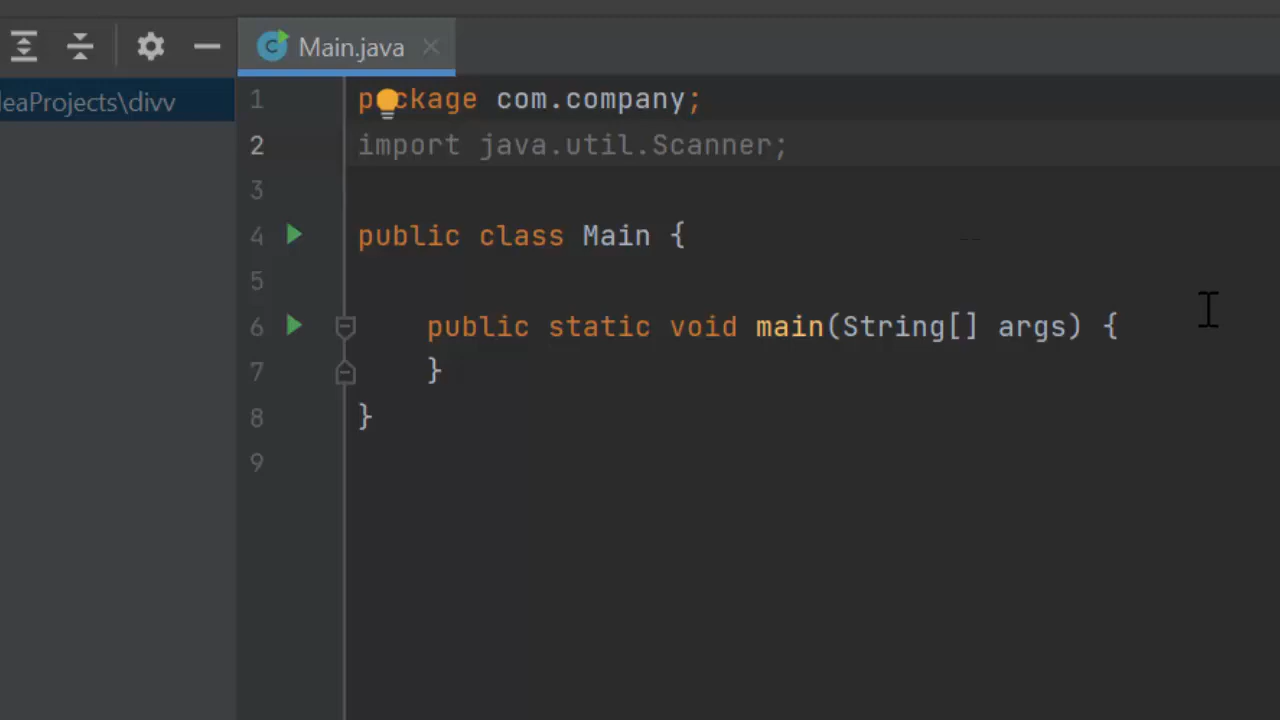 Main.java
eaProjects\divv
1 package com.company;
2 import java.util.Scanner;
3
4 public class Main {
5
6 public static void main(String[] args) {
7 }
8 }
9